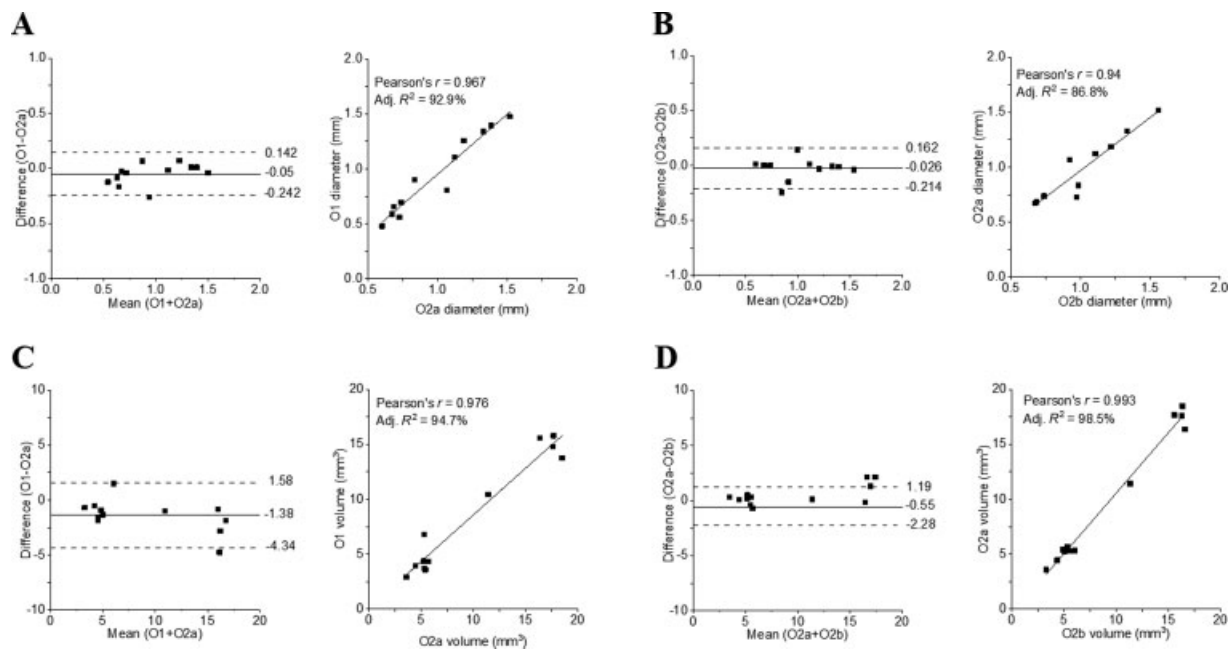 A
1.0
0.5
0.0
0.5
-1.0
Difference (O1-O2a)
0.142
-0.05
-0.242
0.0 0.5 1.0 1.5 2.0
Mean (O1+O2a)
2.0
1.5
1.0
0.5
0.0
O1 diameter (mm)
Pearson's r = 0.967
Adj. R² = 92.9%
0.5 1.0 1.5 2.0
O2a diameter (mm)
B
1.0
0.5
0.0
0.5
-1.0
Difference (O2a-O2b)
0.162
-0.026
-0.214
0.0 0.5 1.0 1.5 2.0
Mean (O2a+O2b)
2.0
1.5
1.0
0.5
0.0
O2a diameter (mm)
Pearson's r = 0.94
Adj. R² = 86.8%
0.5 1.0 1.5 2.0
O2b diameter (mm)
C
10
5
0
-5
-10
Difference (O1-O2a)
1.58
-1.38
-4.34
0 5 10 15 20
Mean (O1+O2a)
20
15
10
5
0
O1 volume (mm³)
Pearson's r = 0.976
Adj. R² = 94.7%
0 5 10 15 20
O2a volume (mm³)
D
10
5
0
-5
-10
Difference (O2a-O2b)
1.19
-0.55
-2.28
0 5 10 15 20
Mean (O2a+O2b)
20
15
10
5
0
O2a volume (mm³)
Pearson's r = 0.993
Adj. R² = 98.5%
0 5 10 15 20
O2b volume (mm³)